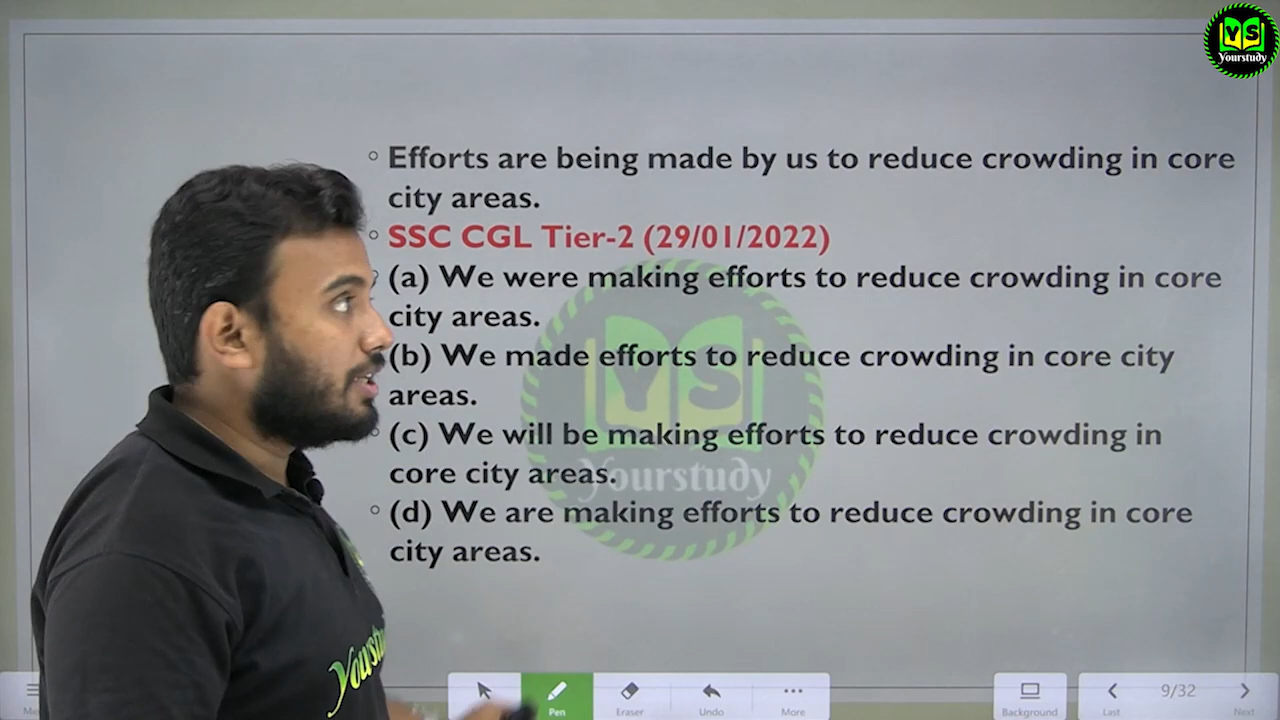 YS
Yourstudy
Efforts are being made by us to reduce crowding in core
city areas.
SSC CGL Tier-2 (29/01/2022)
(a) We were making efforts to reduce crowding in core
city areas.
(b) We made efforts to reduce crowding in core city
areas.
(c) We will be making efforts to reduce crowding in
core city areas.
(d) We are making efforts to reduce crowding in core
city areas.
YS
Yourstudy
Pen
Eraser
Undo
More
Background
Last
9/32
Next